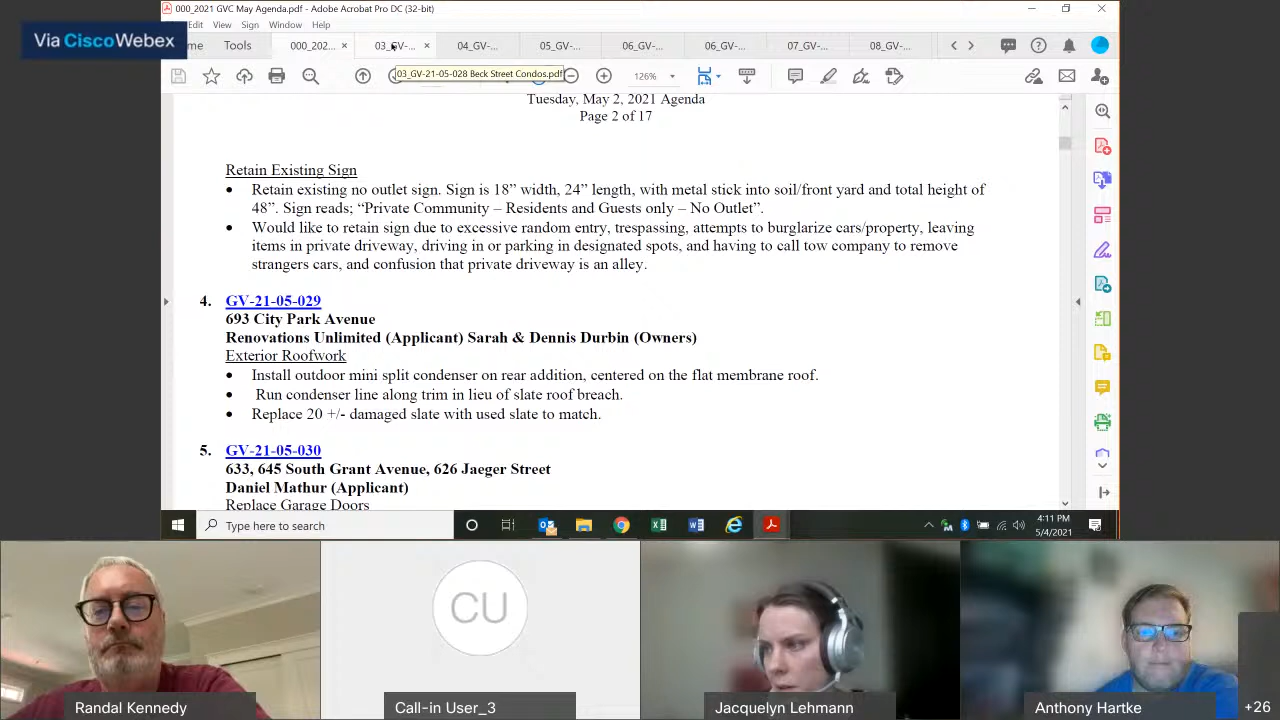 000_2021 GVC May Agenda.pdf - Adobe Acrobat Pro DC (32-bit)
Edit View Sign Window Help
Via CiscoWebex
me Tools 000_202... × 03_GV-... × 04_GV-... 05_GV-... 06_GV-... 06_GV-... 07_GV-... 08_GV-...
03_GV-21-05-028 Beck Street Condos.pdf
126%
Tuesday, May 2, 2021 Agenda
Page 2 of 17
Retain Existing Sign
• Retain existing no outlet sign. Sign is 18” width, 24” length, with metal stick into soil/front yard and total height of
48”. Sign reads; “Private Community – Residents and Guests only – No Outlet”.
• Would like to retain sign due to excessive random entry, trespassing, attempts to burglarize cars/property, leaving
items in private driveway, driving in or parking in designated spots, and having to call tow company to remove
strangers cars, and confusion that private driveway is an alley.
4. GV-21-05-029
693 City Park Avenue
Renovations Unlimited (Applicant) Sarah & Dennis Durbin (Owners)
Exterior Roofwork
• Install outdoor mini split condenser on rear addition, centered on the flat membrane roof.
• Run condenser line along trim in lieu of slate roof breach.
• Replace 20 +/- damaged slate with used slate to match.
5. GV-21-05-030
633, 645 South Grant Avenue, 626 Jaeger Street
Daniel Mathur (Applicant)
Replace Garage Doors
Type here to search
4:11 PM
5/4/2021
CU
Randal Kennedy
Call-in User_3
Jacquelyn Lehmann
Anthony Hartke
+26